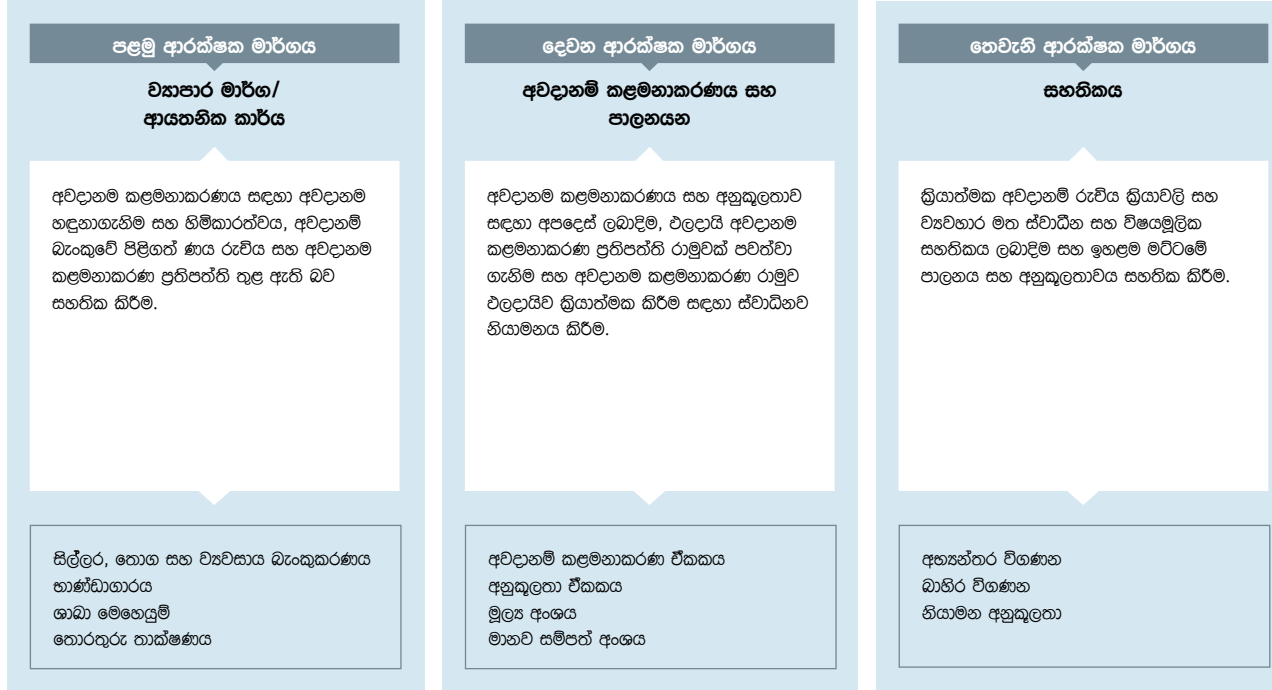 පළමු ආරක්ෂක මාර්ගය
ව්‍යාපාර මාර්ග/
ආයතනික කාර්ය
අවදානම කළමනාකරණය සඳහා අවදානම
හඳුනාගැනිම සහ හිමිකාරත්වය, අවදානම්
බැංකුවේ පිළිගත් ණය රුචිය සහ අවදානම
කළමනාකරණ ප්‍රතිපත්ති තුළ ඇති බව
සහතික කිරීම.
සිල්ලර, තොග සහ ව්‍යවසාය බැංකුකරණය
භාණ්ඩාගාරය
ශාඛා මෙහෙයුම්
තොරතුරු තාක්ෂණය
දෙවන ආරක්ෂක මාර්ගය
අවදානම් කළමනාකරණය සහ
පාලනයන
අවදානම කළමනාකරණය සහ අනුකූලතාව
සඳහා අපදෙස් ලබාදිම, ඵලදායි අවදානම
කළමනාකරණ ප්‍රතිපත්ති රාමුවක් පවත්වා
ගැනිම සහ අවදානම කළමනාකරණ රාමුව
ඵලදායිව ක්‍රියාත්මක කිරීම සඳහා ස්වාධිනව
නියාමනය කිරීම.
අවදානම් කළමනාකරණ ඒකකය
අනුකූලතා ඒකකය
මූල්‍ය අංශය
මානව සම්පත් අංශය
තෙවැනි ආරක්ෂක මාර්ගය
සහතිකය
ක්‍රියාත්මක අවදානම් රුචිය ක්‍රියාවලි සහ
ව්‍යවහාර මත ස්වාධීන සහ විෂයමූලික
සහතිකය ලබාදිම සහ ඉහළම මට්ටමේ
පාලනය සහ අනුකූලතාවය සහතික කිරීම.
අභ්‍යන්තර විගණන
බාහිර විගණන
නියාමන අනුකූලතා